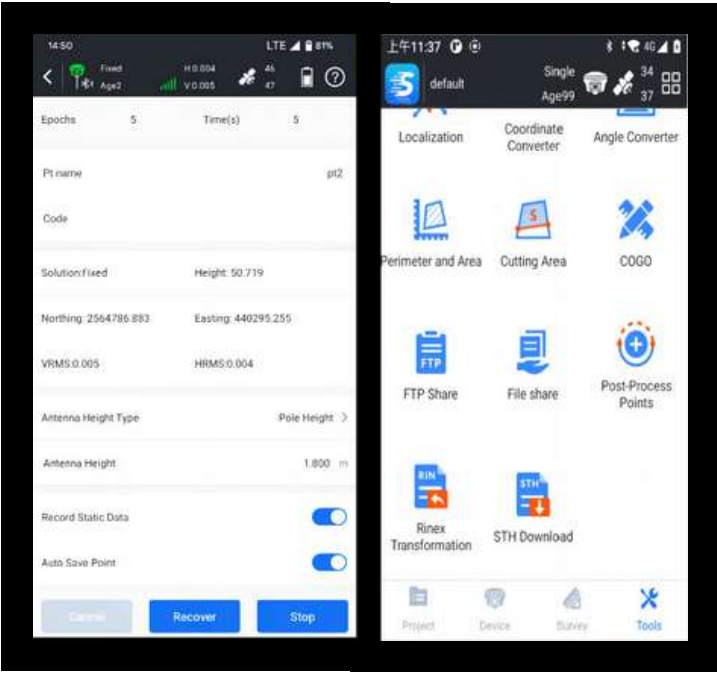 14:50
LTE
81%
Fixed
Age2
H:0.004
V:0.005
46
47
Epochs 5 Time(s) 5
Pt name pt2
Code
Solution:Fixed Height: 50.719
Northing: 2564786.883 Easting: 440295.255
VRMS:0.005 HRMS:0.004
Antenna Height Type Pole Height
Antenna Height 1.800 m
Record Static Data
Auto Save Point
Cancel Recover Stop
上午11:37
4G
default
Single
Age99
34
37
Localization
Coordinate
Converter
Angle Converter
Perimeter and Area
S
Cutting Area
COGO
FTP
FTP Share
File share
Post-Process
Points
RIN
Rinex
Transformation
STH
STH Download
Project Device Survey Tools